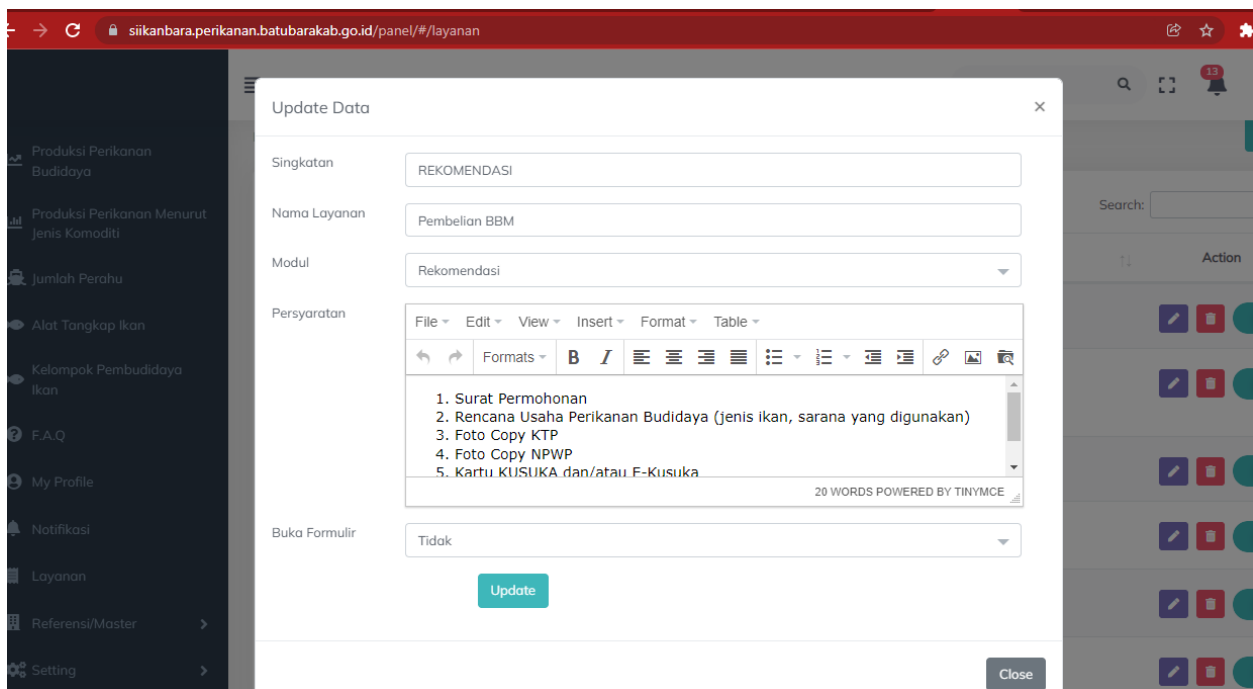 siikanbara.perikanan.batubarakab.go.id/panel/#/layanan
13
Update Data
×
Produksi Perikanan
Budidaya
Produksi Perikanan Menurut
Jenis Komoditi
Jumlah Perahu
Alat Tangkap Ikan
Kelompok Pembudidaya
Ikan
F.A.Q
My Profile
Notifikasi
Layanan
Referensi/Master
Setting
Singkatan
REKOMENDASI
Nama Layanan
Pembelian BBM
Modul
Rekomendasi
Persyaratan
File Edit View Insert Format Table
Formats B I
1. Surat Permohonan
2. Rencana Usaha Perikanan Budidaya (jenis ikan, sarana yang digunakan)
3. Foto Copy KTP
4. Foto Copy NPWP
5. Kartu KUSUKA dan/atau E-Kusuka
20 WORDS POWERED BY TINYMCE
Buka Formulir
Tidak
Update
Close
Search:
Action